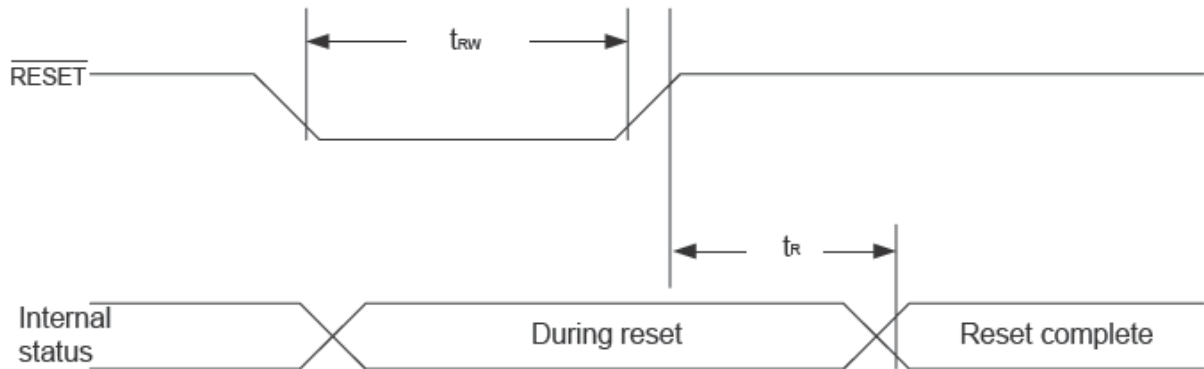 tRW
RESET
tR
Internal
status
During reset
Reset complete